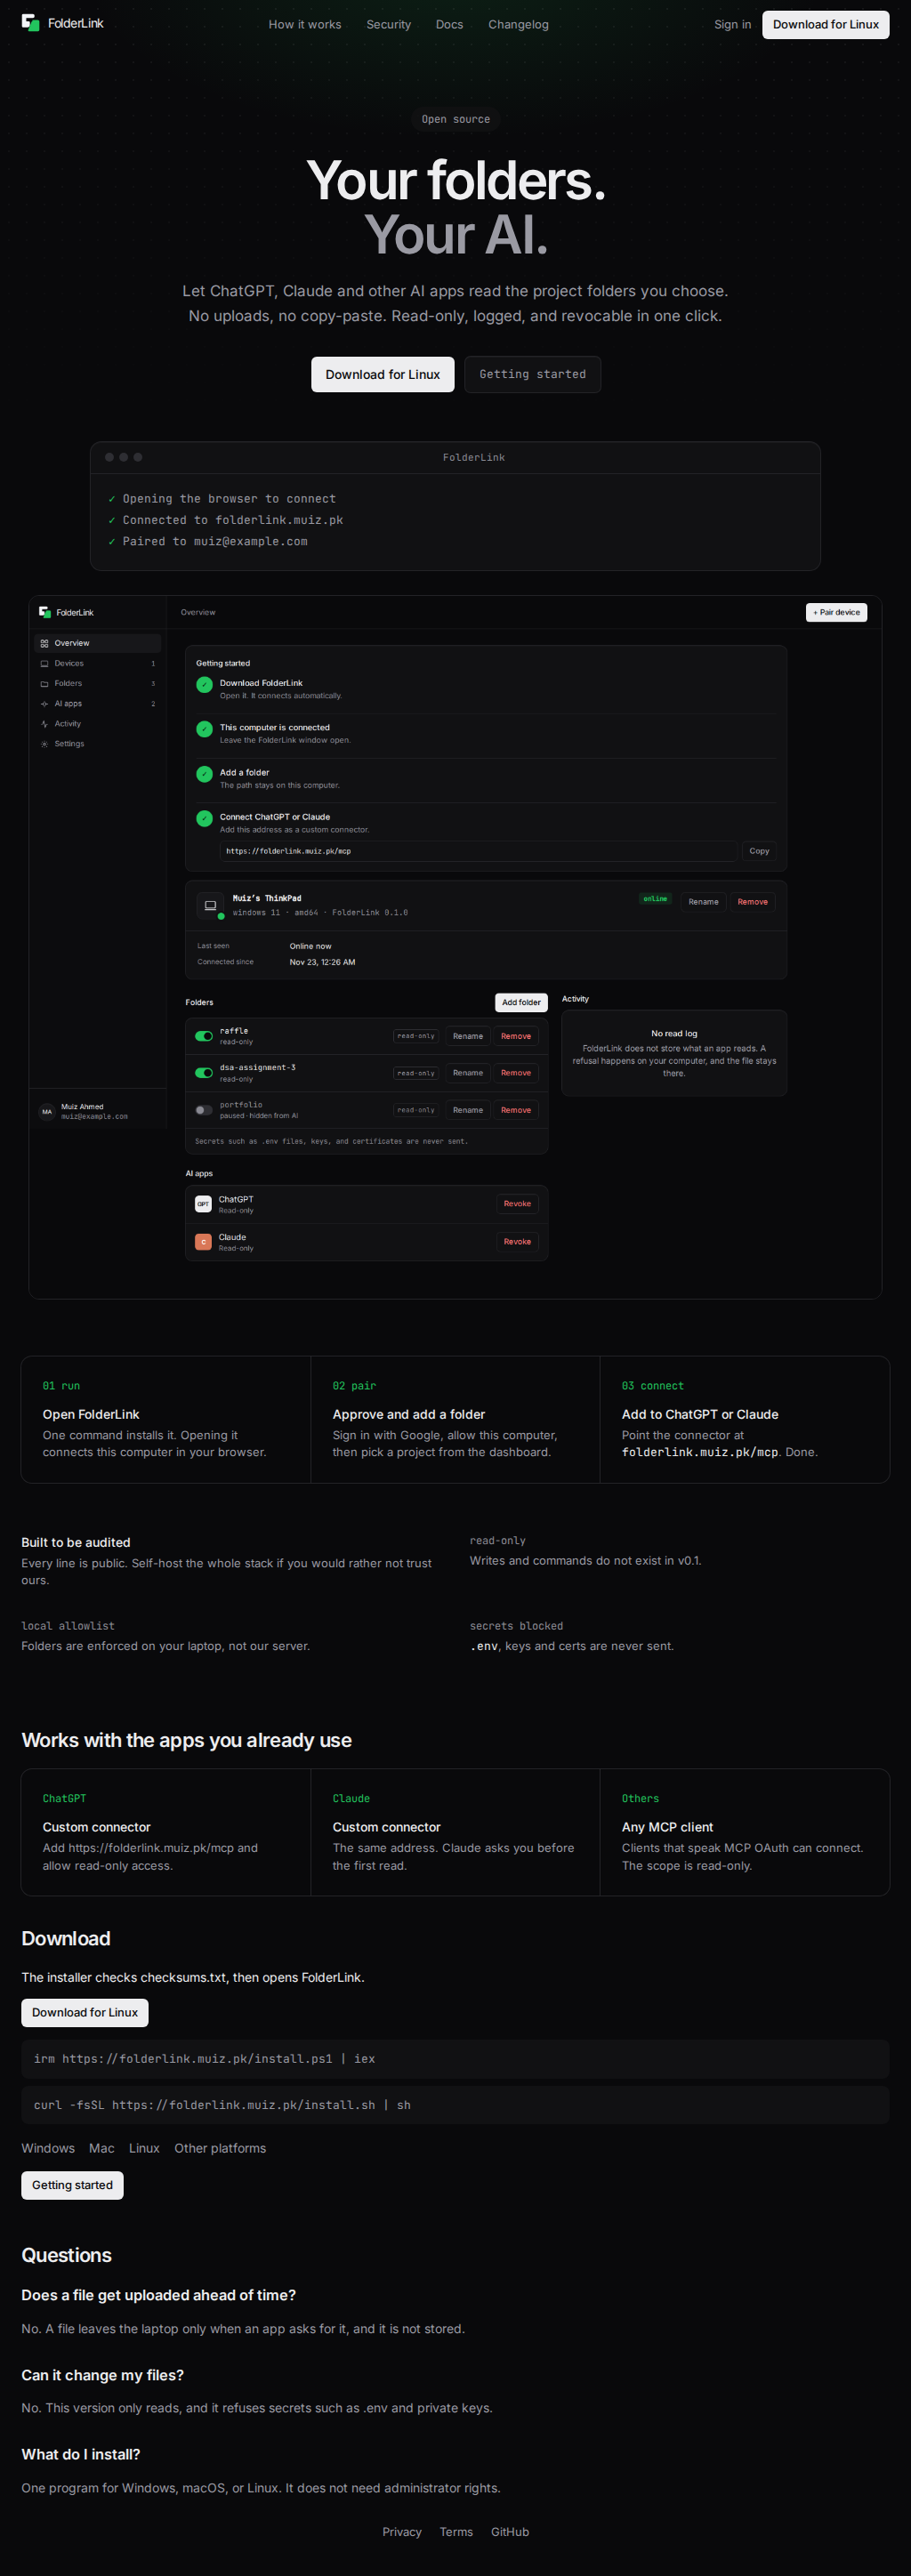 FolderLink
How it works
Security
Docs
Changelog
Sign in
Download for Linux
Open source
Your folders.
Your AI.
Let ChatGPT, Claude and other AI apps read the project folders you choose.
No uploads, no copy-paste. Read-only, logged, and revocable in one click.
Download for Linux
Getting started
FolderLink
✓ Opening the browser to connect
✓ Connected to folderlink.muiz.pk
✓ Paired to muiz@example.com
FolderLink
Overview
+ Pair device
Overview
Devices 1
Folders 3
AI apps 2
Activity
Settings
Muiz Ahmed
MA
muiz@example.com
Getting started
✓ Download FolderLink
Open it. It connects automatically.
✓ This computer is connected
Leave the FolderLink window open.
✓ Add a folder
The path stays on this computer.
✓ Connect ChatGPT or Claude
Add this address as a custom connector.
https://folderlink.muiz.pk/mcp
Copy
Muiz's ThinkPad
windows 11 · amd64 · FolderLink 0.1.0
online
Rename
Remove
Last seen Online now
Connected since Nov 23, 12:26 AM
Folders
Add folder
raffle
read-only
read-only
Rename
Remove
dsa-assignment-3
read-only
read-only
Rename
Remove
portfolio
paused · hidden from AI
read-only
Rename
Remove
Secrets such as .env files, keys, and certificates are never sent.
Activity
No read log
FolderLink does not store what an app reads. A
refusal happens on your computer, and the file stays
there.
AI apps
GPT
ChatGPT
Read-only
Revoke
C
Claude
Read-only
Revoke
01 run
Open FolderLink
One command installs it. Opening it
connects this computer in your browser.
02 pair
Approve and add a folder
Sign in with Google, allow this computer,
then pick a project from the dashboard.
03 connect
Add to ChatGPT or Claude
Point the connector at
folderlink.muiz.pk/mcp. Done.
Built to be audited
Every line is public. Self-host the whole stack if you would rather not trust
ours.
read-only
Writes and commands do not exist in v0.1.
local allowlist
Folders are enforced on your laptop, not our server.
secrets blocked
.env, keys and certs are never sent.
Works with the apps you already use
ChatGPT
Custom connector
Add https://folderlink.muiz.pk/mcp and
allow read-only access.
Claude
Custom connector
The same address. Claude asks you before
the first read.
Others
Any MCP client
Clients that speak MCP OAuth can connect.
The scope is read-only.
Download
The installer checks checksums.txt, then opens FolderLink.
Download for Linux
irm https://folderlink.muiz.pk/install.ps1 | iex
curl -fsSL https://folderlink.muiz.pk/install.sh | sh
Windows Mac Linux Other platforms
Getting started
Questions
Does a file get uploaded ahead of time?
No. A file leaves the laptop only when an app asks for it, and it is not stored.
Can it change my files?
No. This version only reads, and it refuses secrets such as .env and private keys.
What do I install?
One program for Windows, macOS, or Linux. It does not need administrator rights.
Privacy Terms GitHub